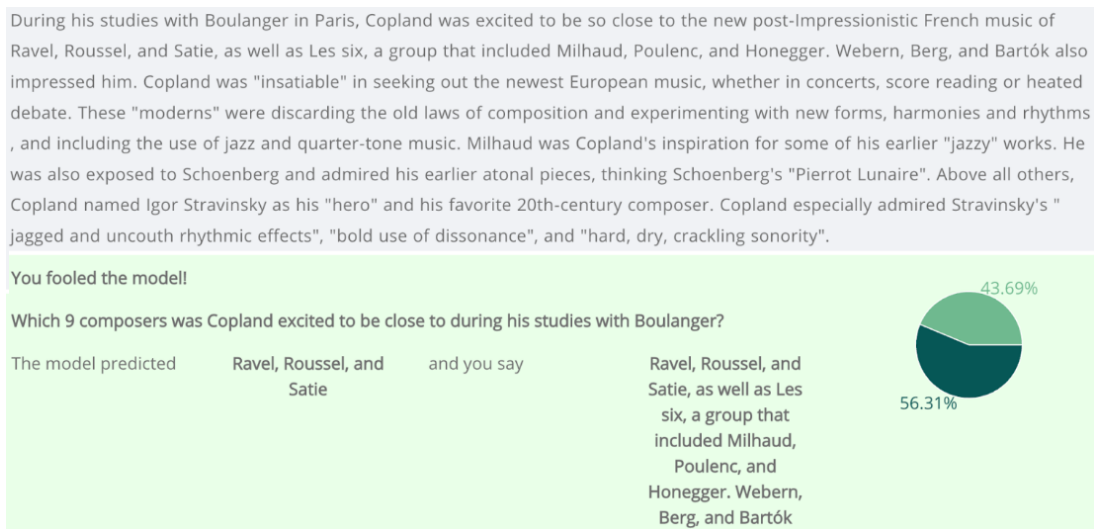 During his studies with Boulanger in Paris, Copland was excited to be so close to the new post-Impressionistic French music of
Ravel, Roussel, and Satie, as well as Les six, a group that included Milhaud, Poulenc, and Honegger. Webern, Berg, and Bartók also
impressed him. Copland was "insatiable" in seeking out the newest European music, whether in concerts, score reading or heated
debate. These "moderns" were discarding the old laws of composition and experimenting with new forms, harmonies and rhythms
, and including the use of jazz and quarter-tone music. Milhaud was Copland's inspiration for some of his earlier "jazzy" works. He
was also exposed to Schoenberg and admired his earlier atonal pieces, thinking Schoenberg's "Pierrot Lunaire". Above all others,
Copland named Igor Stravinsky as his "hero" and his favorite 20th-century composer. Copland especially admired Stravinsky's "
jagged and uncouth rhythmic effects", "bold use of dissonance", and "hard, dry, crackling sonority".
You fooled the model!
43.69%
Which 9 composers was Copland excited to be close to during his studies with Boulanger?
The model predicted
Ravel, Roussel, and
Satie
and you say
Ravel, Roussel, and
Satie, as well as Les
six, a group that
included Milhaud,
Poulenc, and
Honegger. Webern,
Berg, and Bartók
56.31%